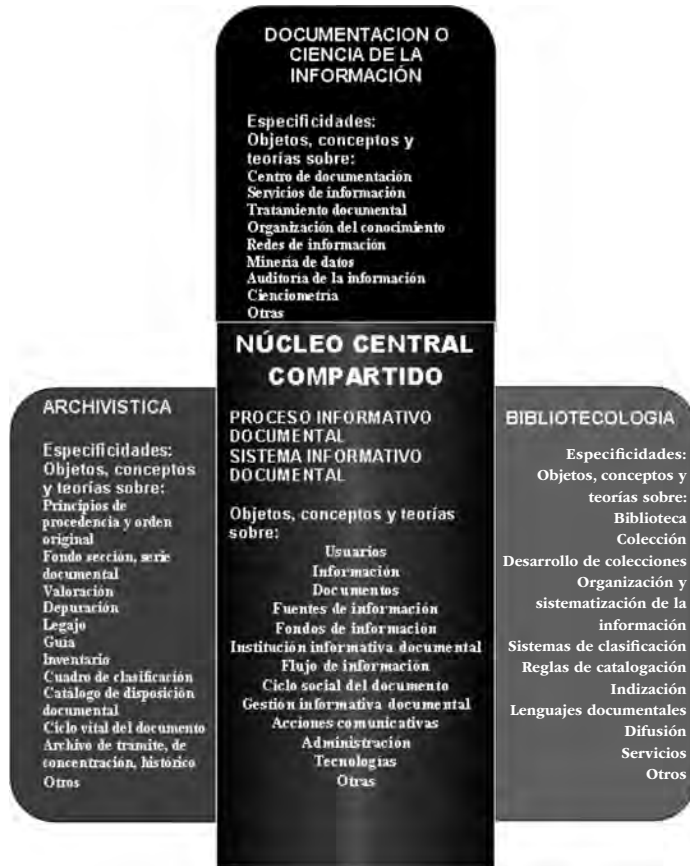 DOCUMENTACION O
CIENCIA DE LA
INFORMACIÓN
Especificidades:
Objetos, conceptos y
teorías sobre:
Centro de documentación
Servicios de información
Tratamiento documental
Organización del conocimiento
Redes de información
Minería de datos
Auditoría de la información
Cienciometría
Otras
NÚCLEO CENTRAL
COMPARTIDO
PROCESO INFORMATIVO
DOCUMENTAL
SISTEMA INFORMATIVO
DOCUMENTAL
Objetos, conceptos y teorías
sobre:
Usuarios
Información
Documentos
Fuentes de información
Fondos de información
Institución informativa documental
Flujo de información
Ciclo social del documento
Gestión informativa documental
Acciones comunicativas
Administración
Tecnologías
Otras
ARCHIVISTICA
Especificidades:
Objetos, conceptos
y teorías sobre:
Principios de
procedencia y orden
original
Fondo sección, serie
documental
Valoración
Depuración
Legajo
Guía
Inventario
Cuadro de clasificación
Catálogo de disposición
documental
Ciclo vital del documento
Archivo de tramite, de
concentración, histórico
Otros
BIBLIOTECOLOGIA
Especificidades:
Objetos, conceptos y
teorías sobre:
Biblioteca
Colección
Desarrollo de colecciones
Organización y
sistematización de la
información
Sistemas de clasificación
Reglas de catalogación
Indización
Lenguajes documentales
Difusión
Servicios
Otros